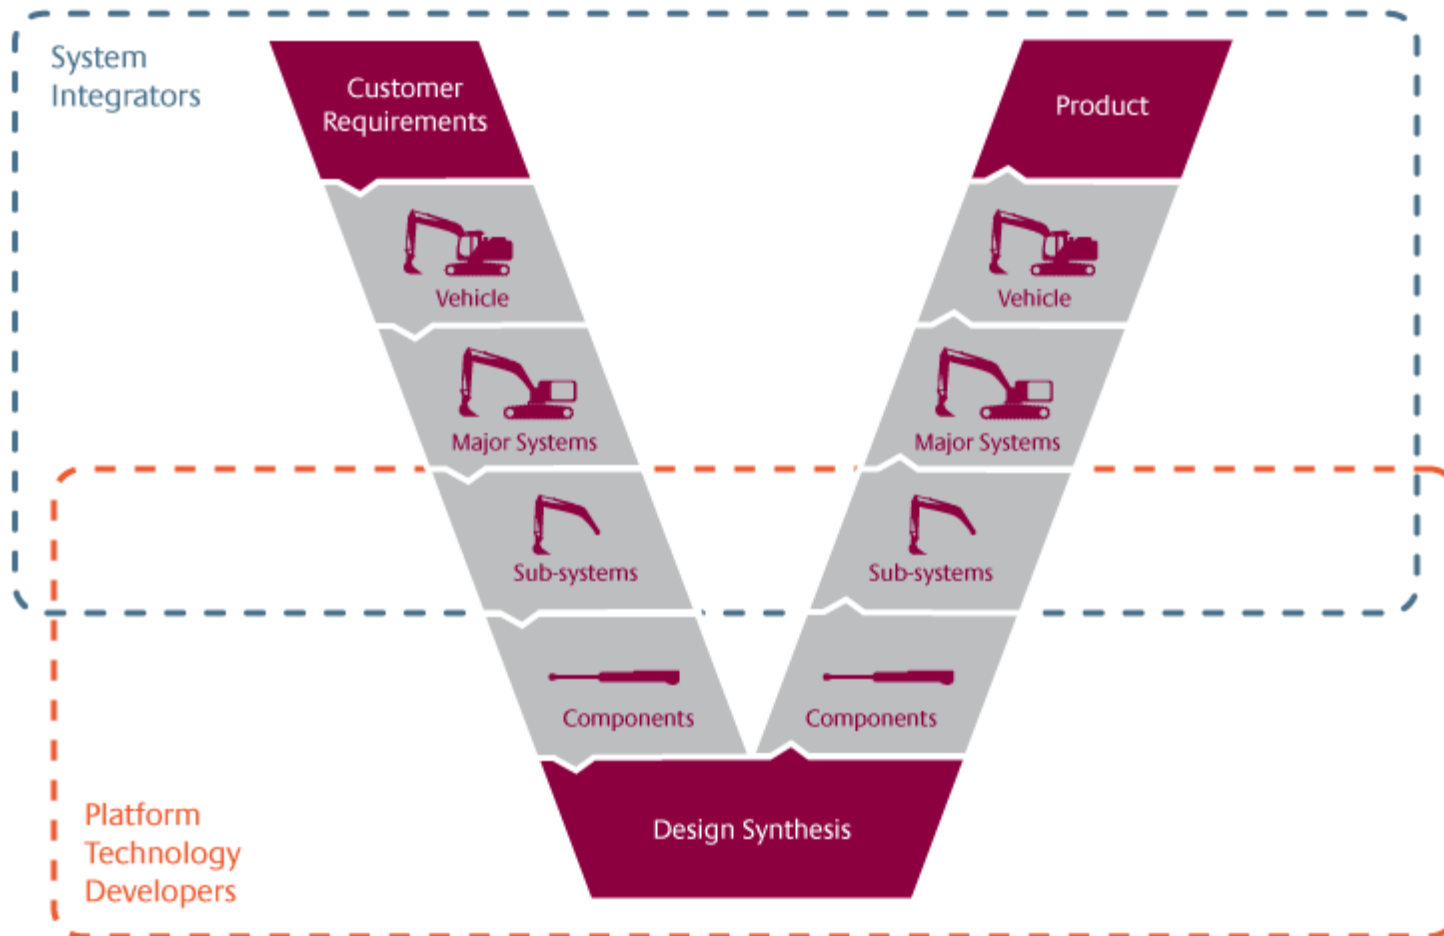 System
Integrators
Customer
Requirements
Product
Vehicle
Vehicle
Major Systems
Major Systems
Sub-systems
Sub-systems
Components
Components
Platform
Technology
Developers
Design Synthesis